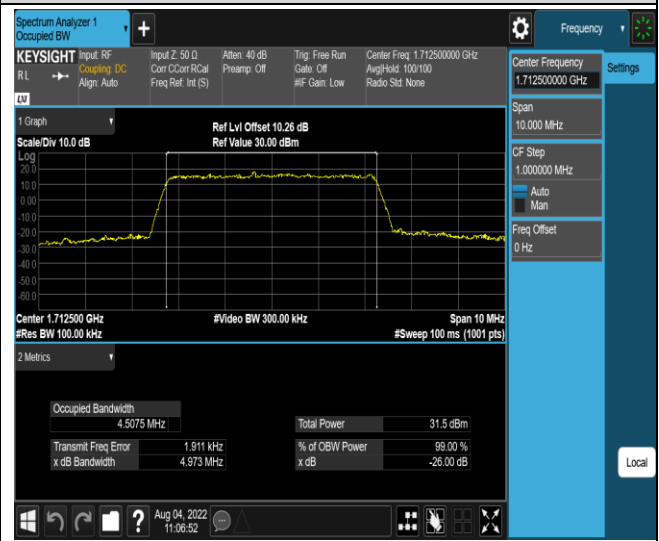 Spectrum Analyzer 1
Occupied BW
+
Frequency
KEYSIGHT
Input: RF
Coupling: DC
Align: Auto
Input Z: 50 Ω
Corr CCorr RCal
Freq Ref: Int (S)
Atten: 40 dB
Preamp: Off
Trig: Free Run
Gate: Off
#IF Gain: Low
Center Freq: 1.712500000 GHz
Avg|Hold: 100/100
Radio Std: None
R L
LXI
Center Frequency
1.712500000 GHz
Settings
Span
10.000 MHz
CF Step
1.000000 MHz
Auto
Man
Freq Offset
0 Hz
1 Graph
Scale/Div 10.0 dB
Ref Lvl Offset 10.26 dB
Ref Value 30.00 dBm
Log
20.0
10.0
0.00
-10.0
-20.0
-30.0
-40.0
-50.0
-60.0
Center 1.712500 GHz
#Video BW 300.00 kHz
Span 10 MHz
#Res BW 100.00 kHz
#Sweep 100 ms (1001 pts)
2 Metrics
Occupied Bandwidth
4.5075 MHz
Total Power 31.5 dBm
Transmit Freq Error 1.911 kHz
% of OBW Power 99.00 %
x dB Bandwidth 4.973 MHz
x dB -26.00 dB
Local
?
Aug 04, 2022
11:06:52